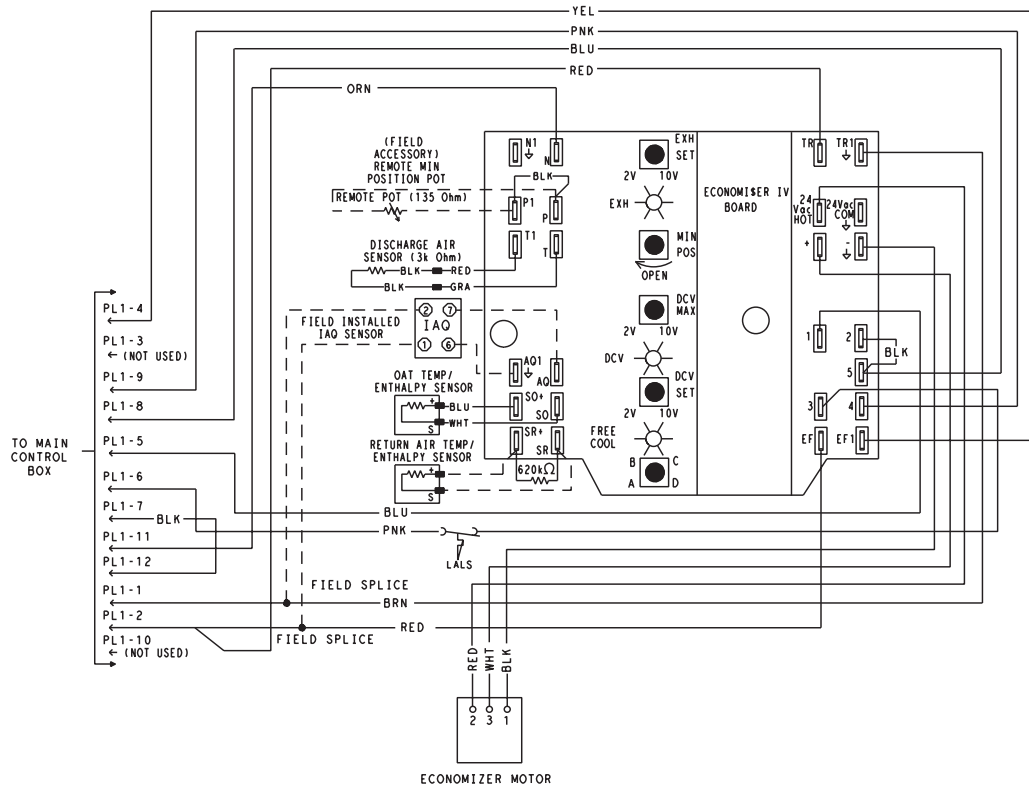 YEL
PNK
BLU
RED
ORN
(FIELD
ACCESSORY)
REMOTE MIN
POSITION POT
REMOTE POT (135 Ohm)
DISCHARGE AIR
SENSOR (3k Ohm)
BLK
RED
BLK
GRA
FIELD INSTALLED
IAQ SENSOR
2
7
IAQ
1
6
OAT TEMP/
ENTHALPY SENSOR
+
BLU
S
WHT
RETURN AIR TEMP/
ENTHALPY SENSOR
+
S
620kΩ
N1
N
BLK
P1
P
T1
T
AQ1
AQ
SO+
SO
SR+
SR
EXH
SET
2V 10V
EXH
MIN
POS
OPEN
DCV
MAX
2V 10V
DCV
DCV
SET
2V 10V
FREE
COOL
B C
A D
ECONOMI$ER IV
BOARD
TR
TR1
24
Vac
HOT
24Vac
COM
+
-
1
2
BLK
5
3
4
EF
EF1
TO MAIN
CONTROL
BOX
PL1-4
PL1-3
(NOT USED)
PL1-9
PL1-8
PL1-5
PL1-6
PL1-7
BLK
PL1-11
PL1-12
PL1-1
PL1-2
PL1-10
(NOT USED)
BLU
PNK
LALS
FIELD SPLICE
BRN
FIELD SPLICE
RED
RED
WHT
BLK
2 3 1
ECONOMIZER MOTOR